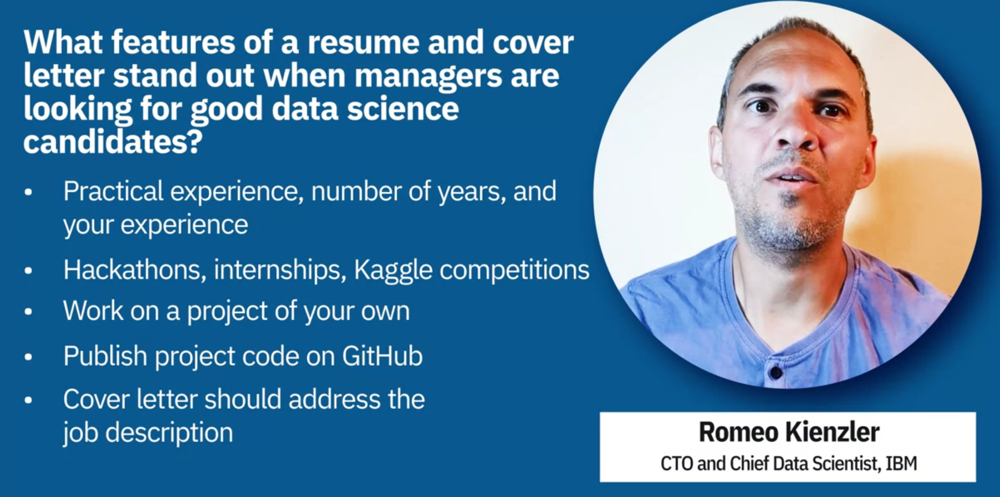 What features of a resume and cover
letter stand out when managers are
looking for good data science
candidates?
• Practical experience, number of years, and
your experience
• Hackathons, internships, Kaggle competitions
• Work on a project of your own
• Publish project code on GitHub
• Cover letter should address the
job description
Romeo Kienzler
CTO and Chief Data Scientist, IBM